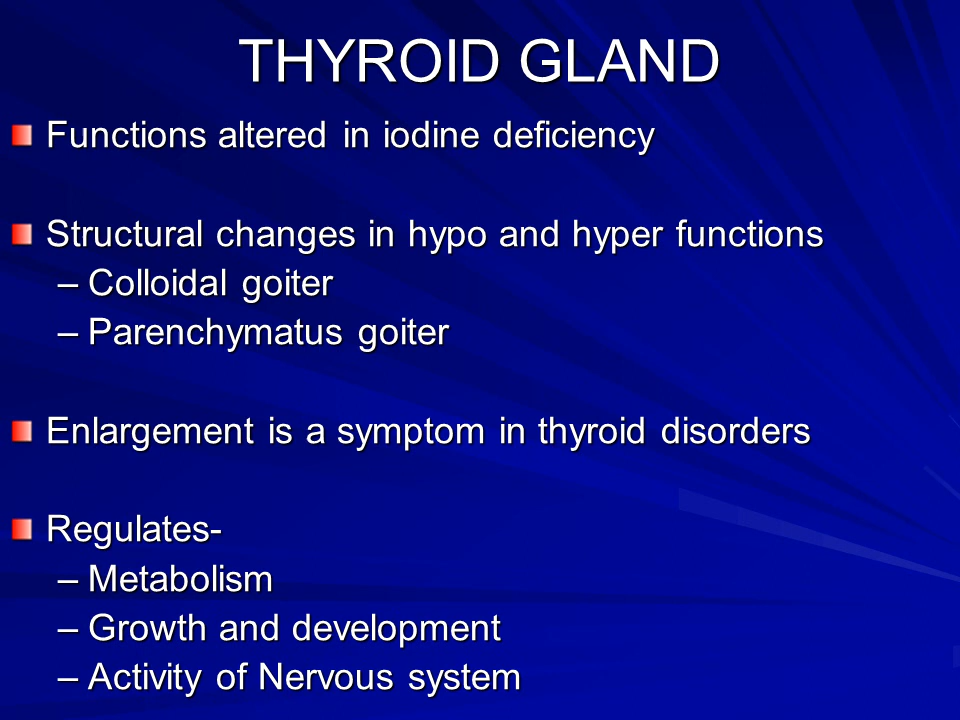 THYROID GLAND
Functions altered in iodine deficiency
Structural changes in hypo and hyper functions
– Colloidal goiter
– Parenchymatus goiter
Enlargement is a symptom in thyroid disorders
Regulates-
– Metabolism
– Growth and development
– Activity of Nervous system